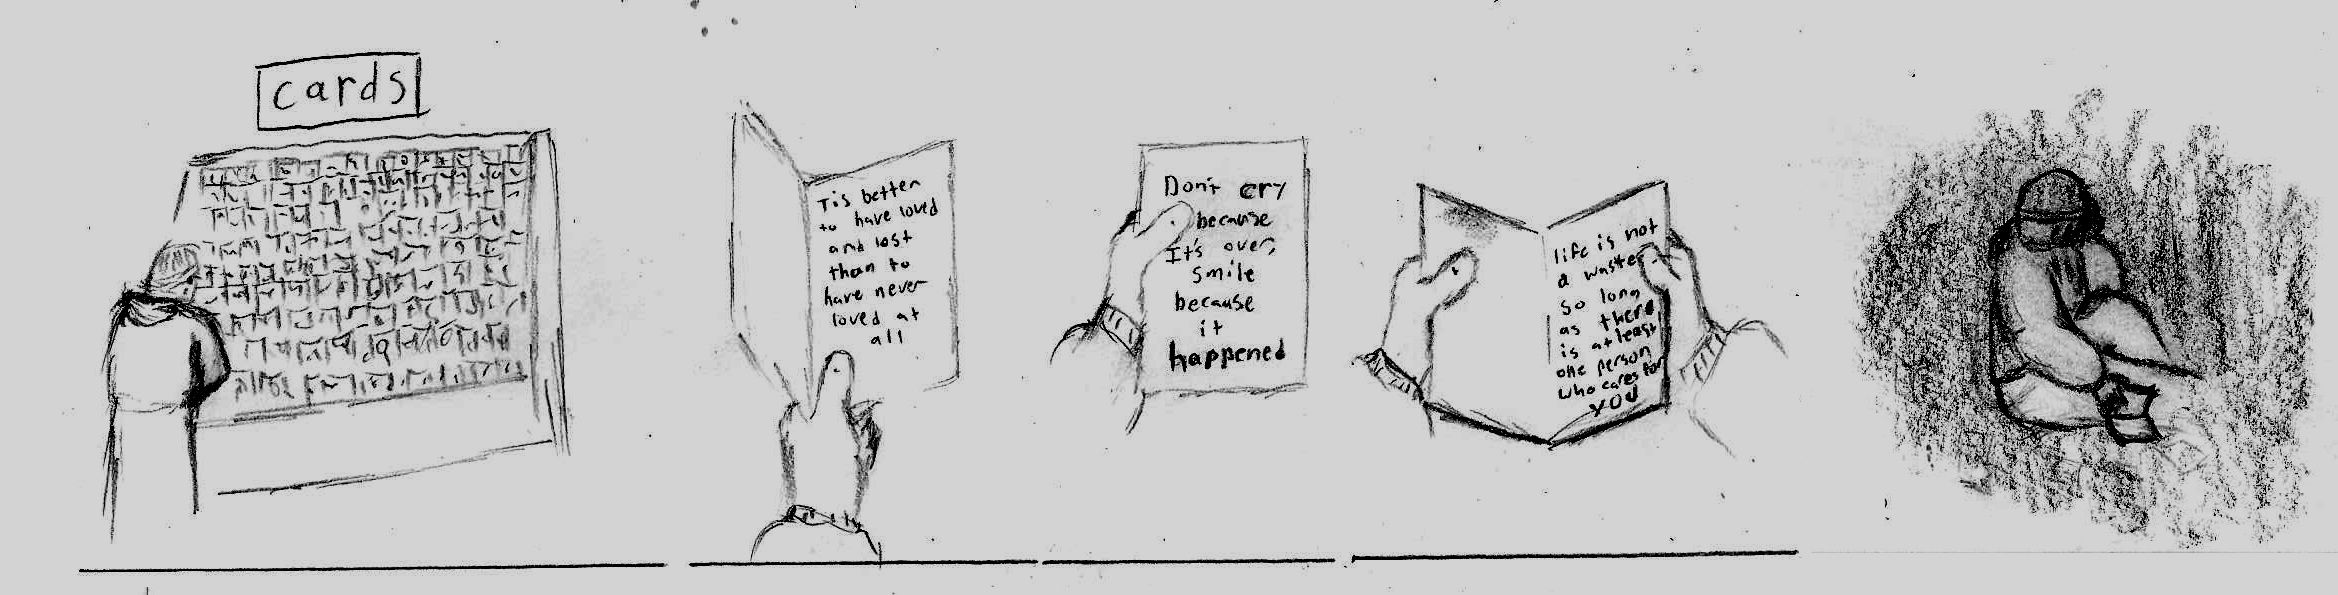 cards
Tis better
to have loved
and lost
than to
have never
loved at
all
Don't cry
because
It's over,
Smile
because
it
happened
life is not
a waste
so long
as there
is at least
one person
who cares for
you